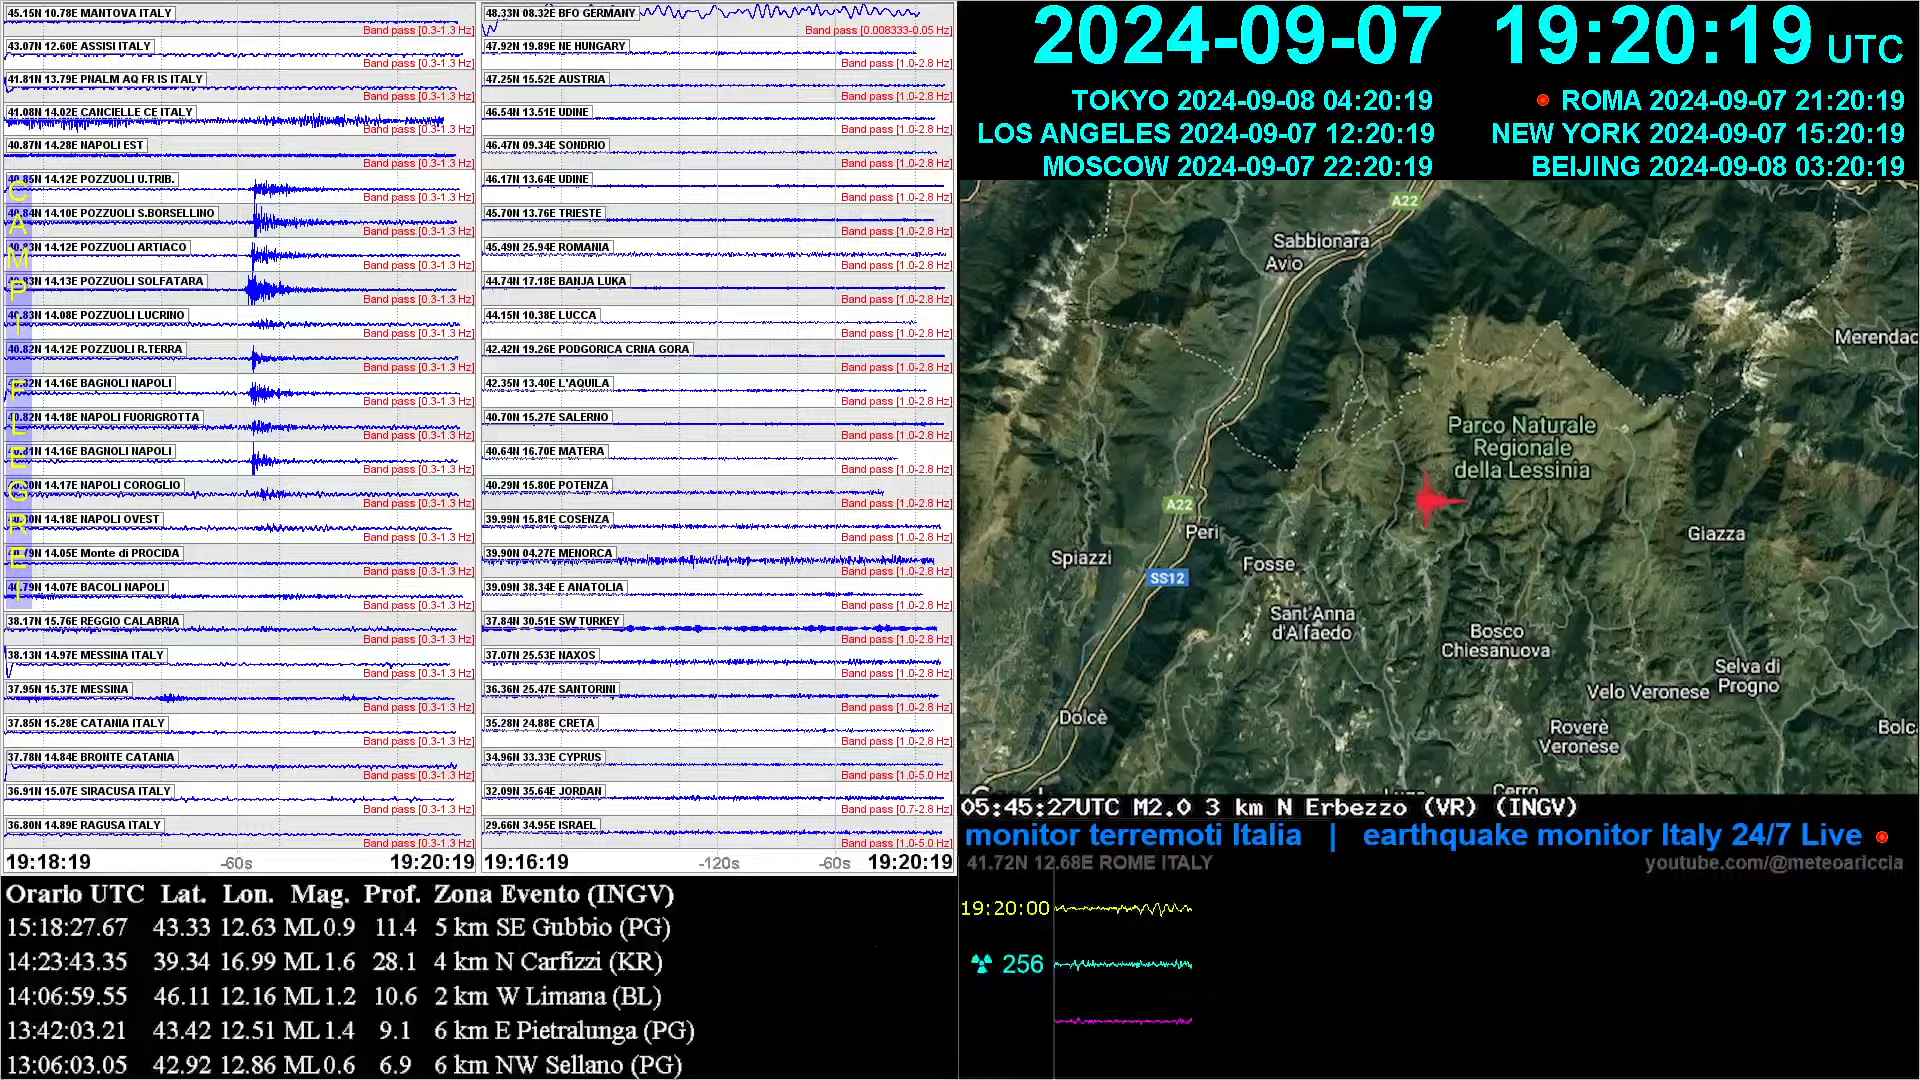 45.15N 10.78E MANTOVA ITALY
Band pass [0.3-1.3 Hz]
43.07N 12.60E ASSISI ITALY
Band pass [0.3-1.3 Hz]
41.81N 13.79E PNALM AQ FR IS ITALY
Band pass [0.3-1.3 Hz]
41.08N 14.02E CANCIELLE CE ITALY
Band pass [0.3-1.3 Hz]
40.87N 14.28E NAPOLI EST
Band pass [0.3-1.3 Hz]
14.12E POZZUOLI U.TRIB.
Band pass [0.3-1.3 Hz]
14.10E POZZUOLI S.BORSELLINO
Band pass [0.3-1.3 Hz]
14.12E POZZUOLI ARTIACO
Band pass [0.3-1.3 Hz]
14.13E POZZUOLI SOLFATARA
Band pass [0.3-1.3 Hz]
14.08E POZZUOLI LUCRINO
Band pass [0.3-1.3 Hz]
14.12E POZZUOLI R.TERRA
Band pass [0.3-1.3 Hz]
14.16E BAGNOLI NAPOLI
Band pass [0.3-1.3 Hz]
14.18E NAPOLI FUORIGROTTA
Band pass [0.3-1.3 Hz]
14.16E BAGNOLI NAPOLI
Band pass [0.3-1.3 Hz]
14.17E NAPOLI COROGLIO
Band pass [0.3-1.3 Hz]
14.18E NAPOLI OVEST
Band pass [0.3-1.3 Hz]
14.05E Monte di PROCIDA
Band pass [0.3-1.3 Hz]
14.07E BACOLI NAPOLI
Band pass [0.3-1.3 Hz]
CAMPI FLEGREI
38.17N 15.76E REGGIO CALABRIA
Band pass [0.3-1.3 Hz]
38.13N 14.97E MESSINA ITALY
Band pass [0.3-1.3 Hz]
37.95N 15.37E MESSINA
Band pass [0.3-1.3 Hz]
37.85N 15.28E CATANIA ITALY
Band pass [0.3-1.3 Hz]
37.78N 14.84E BRONTE CATANIA
Band pass [0.3-1.3 Hz]
36.91N 15.07E SIRACUSA ITALY
Band pass [0.3-1.3 Hz]
36.80N 14.89E RAGUSA ITALY
Band pass [0.3-1.3 Hz]
19:18:19 -60s 19:20:19
48.33N 08.32E BFO GERMANY
Band pass [0.008333-0.05 Hz]
47.92N 19.89E NE HUNGARY
Band pass [1.0-2.8 Hz]
47.25N 15.52E AUSTRIA
Band pass [1.0-2.8 Hz]
46.54N 13.51E UDINE
Band pass [1.0-2.8 Hz]
46.47N 09.34E SONDRIO
Band pass [1.0-2.8 Hz]
46.17N 13.64E UDINE
Band pass [1.0-2.8 Hz]
45.70N 13.76E TRIESTE
Band pass [1.0-2.8 Hz]
45.49N 25.94E ROMANIA
Band pass [1.0-2.8 Hz]
44.74N 17.18E BANJA LUKA
Band pass [1.0-2.8 Hz]
44.15N 10.38E LUCCA
Band pass [1.0-2.8 Hz]
42.42N 19.26E PODGORICA CRNA GORA
Band pass [1.0-2.8 Hz]
42.35N 13.40E L'AQUILA
Band pass [1.0-2.8 Hz]
40.70N 15.27E SALERNO
Band pass [1.0-2.8 Hz]
40.64N 16.70E MATERA
Band pass [1.0-2.8 Hz]
40.29N 15.80E POTENZA
Band pass [1.0-2.8 Hz]
39.99N 15.81E COSENZA
Band pass [1.0-2.8 Hz]
39.90N 04.27E MENORCA
Band pass [1.0-2.8 Hz]
39.09N 38.34E E ANATOLIA
Band pass [1.0-2.8 Hz]
37.84N 30.51E SW TURKEY
Band pass [1.0-2.8 Hz]
37.07N 25.53E NAXOS
Band pass [1.0-2.8 Hz]
36.36N 25.47E SANTORINI
Band pass [1.0-2.8 Hz]
35.28N 24.88E CRETA
Band pass [1.0-2.8 Hz]
34.96N 33.33E CYPRUS
Band pass [1.0-5.0 Hz]
32.09N 35.64E JORDAN
Band pass [0.7-2.8 Hz]
29.66N 34.95E ISRAEL
Band pass [1.0-5.0 Hz]
19:16:19 -120s -60s 19:20:19
2024-09-07 19:20:19 UTC
TOKYO 2024-09-08 04:20:19 ROMA 2024-09-07 21:20:19
LOS ANGELES 2024-09-07 12:20:19 NEW YORK 2024-09-07 15:20:19
MOSCOW 2024-09-07 22:20:19 BEIJING 2024-09-08 03:20:19
A22
Sabbionara
Avio
Merendao
Parco Naturale
Regionale
della Lessinia
A22
Peri
Giazza
Spiazzi
Fosse
SS12
Sant'Anna
d'Alfaedo
Bosco
Chiesanuova
Selva di
Progno
Velo Veronese
Dolcè
Roverè
Veronese
Bolc
Cerro
05:45:27UTC M2.0 3 km N Erbezzo (VR) (INGV)
monitor terremoti Italia | earthquake monitor Italy 24/7 Live
41.72N 12.68E ROME ITALY youtube.com/@meteoariccia
19:20:00
256
Orario UTC Lat. Lon. Mag. Prof. Zona Evento (INGV)
15:18:27.67 43.33 12.63 ML 0.9 11.4 5 km SE Gubbio (PG)
14:23:43.35 39.34 16.99 ML 1.6 28.1 4 km N Carfizzi (KR)
14:06:59.55 46.11 12.16 ML 1.2 10.6 2 km W Limana (BL)
13:42:03.21 43.42 12.51 ML 1.4 9.1 6 km E Pietralunga (PG)
13:06:03.05 42.92 12.86 ML 0.6 6.9 6 km NW Sellano (PG)